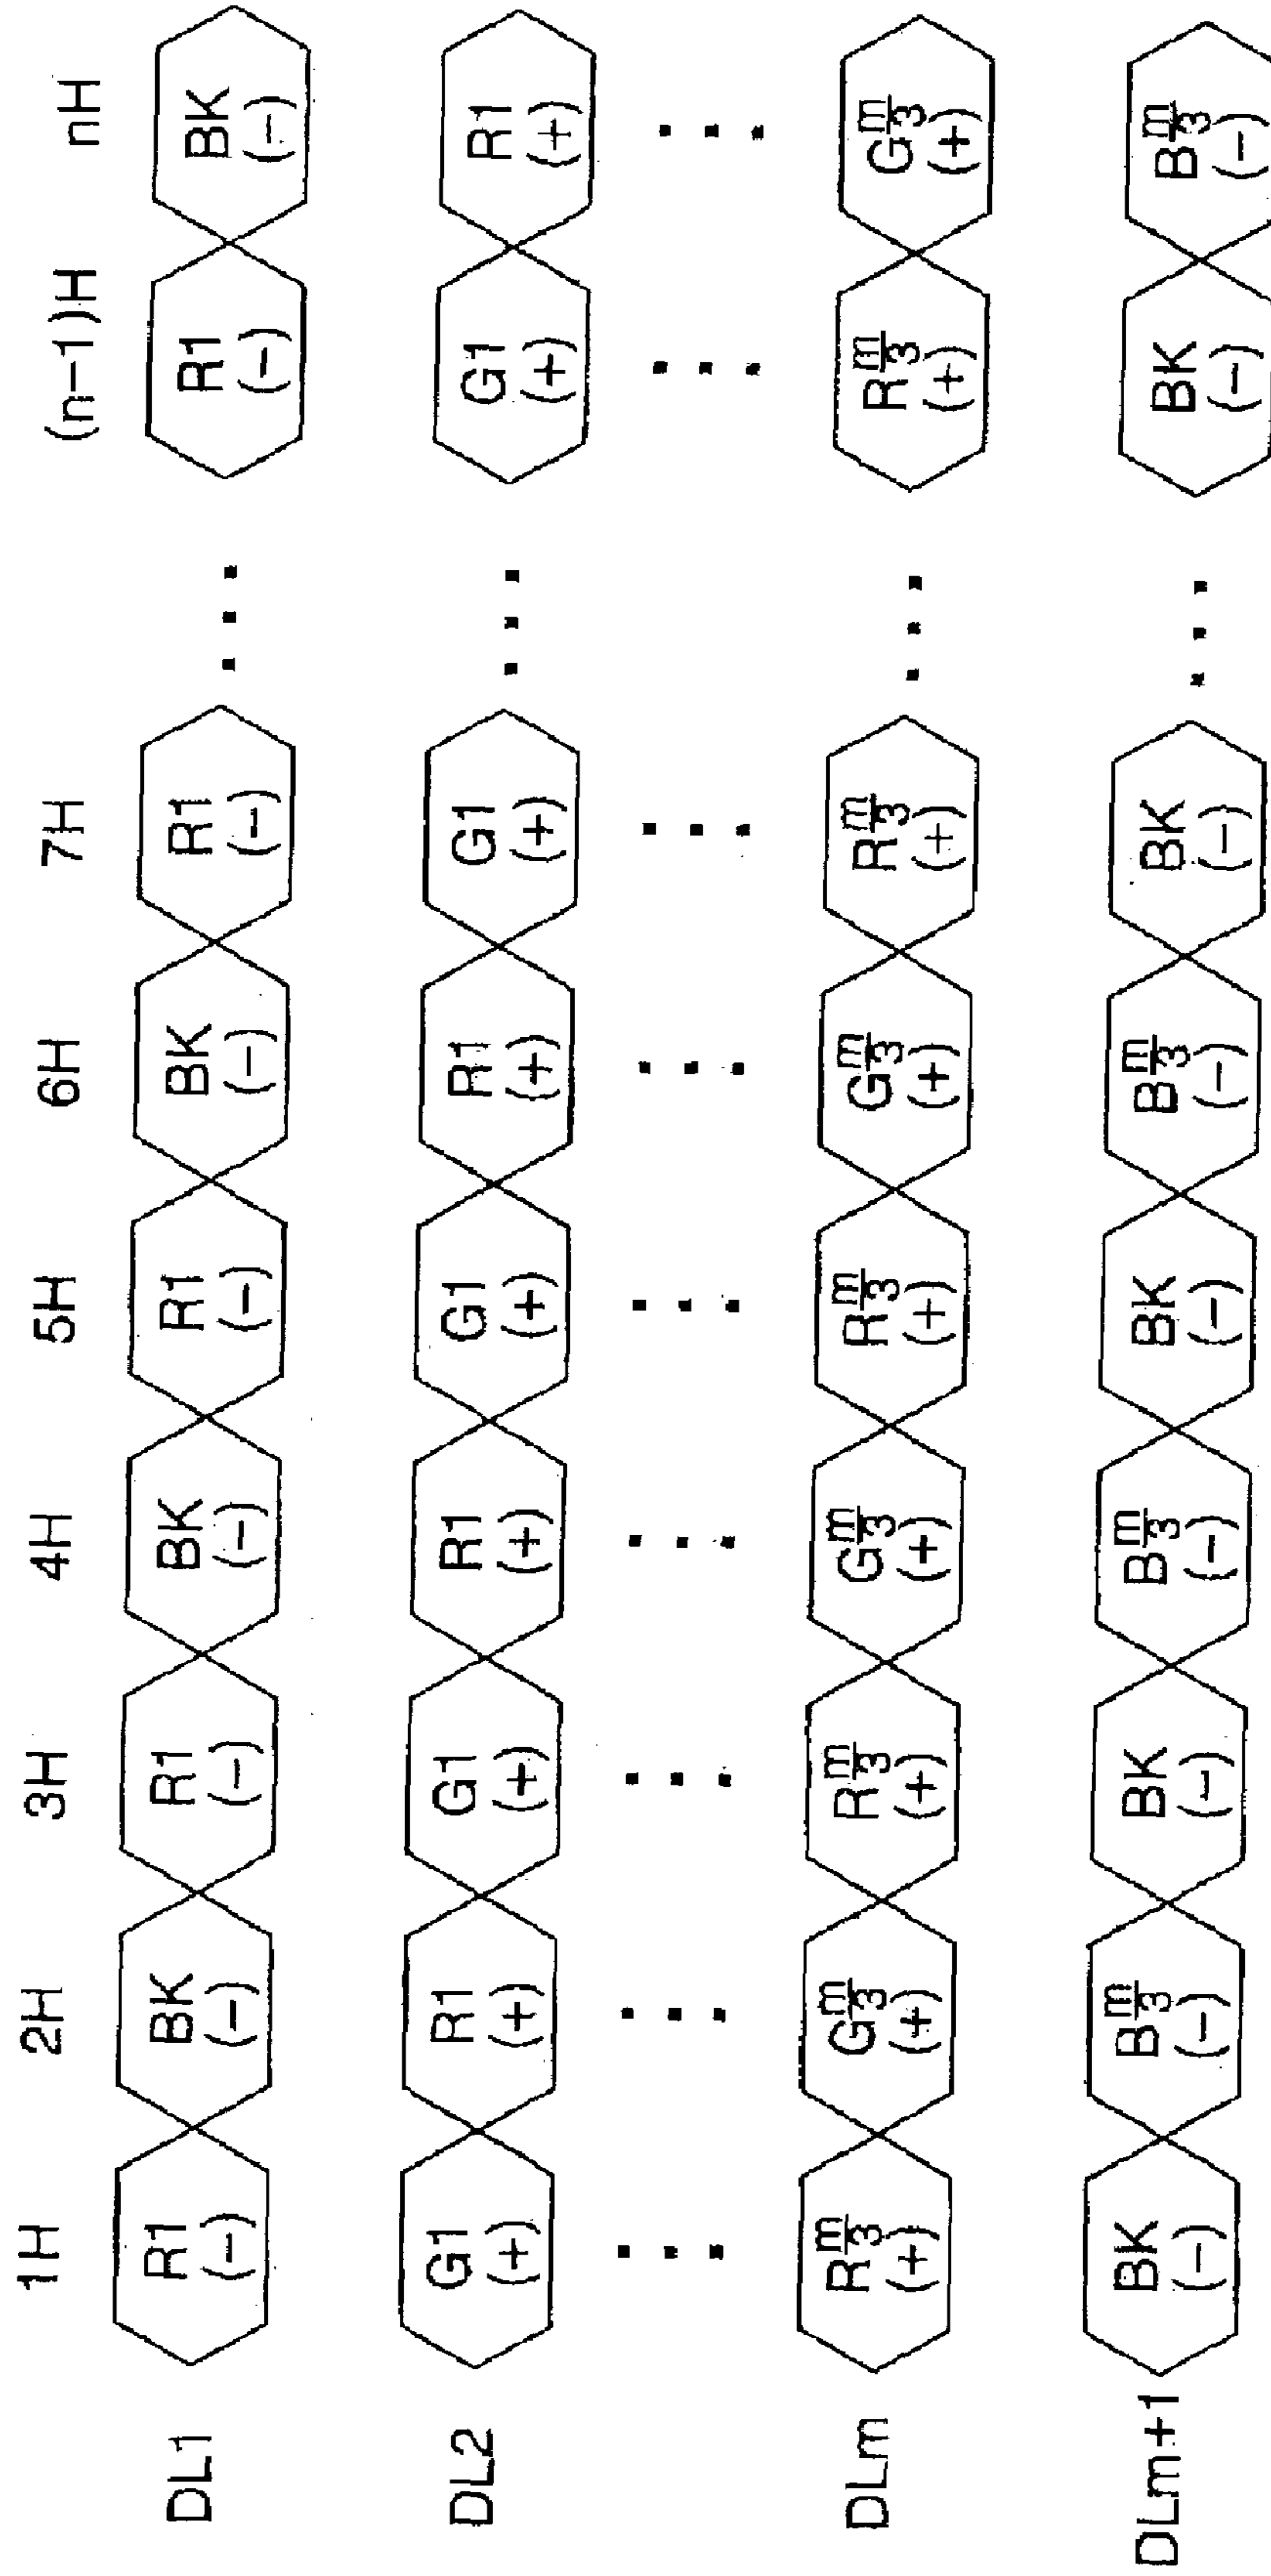 1H 2H 3H 4H 5H 6H 7H (n-1)H nH
DL1 R1 (-) BK (-) R1 (-) BK (-) R1 (-) BK (-) R1 (-) ... R1 (-) BK (-)
DL2 G1 (+) R1 (+) G1 (+) R1 (+) G1 (+) R1 (+) G1 (+) ... G1 (+) R1 (+)
... ... ... ... ... ... ... ... ...
DLm Rm/3 (+) Gm/3 (+) Rm/3 (+) Gm/3 (+) Rm/3 (+) Gm/3 (+) Rm/3 (+) ... Rm/3 (+) Gm/3 (+)
DLm+1 BK (-) Bm/3 (-) BK (-) Bm/3 (-) BK (-) Bm/3 (-) BK (-) ... BK (-) Bm/3 (-)